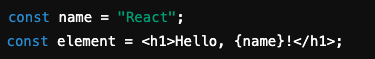 const name = "React";
const element = <h1>Hello, {name}!</h1>;